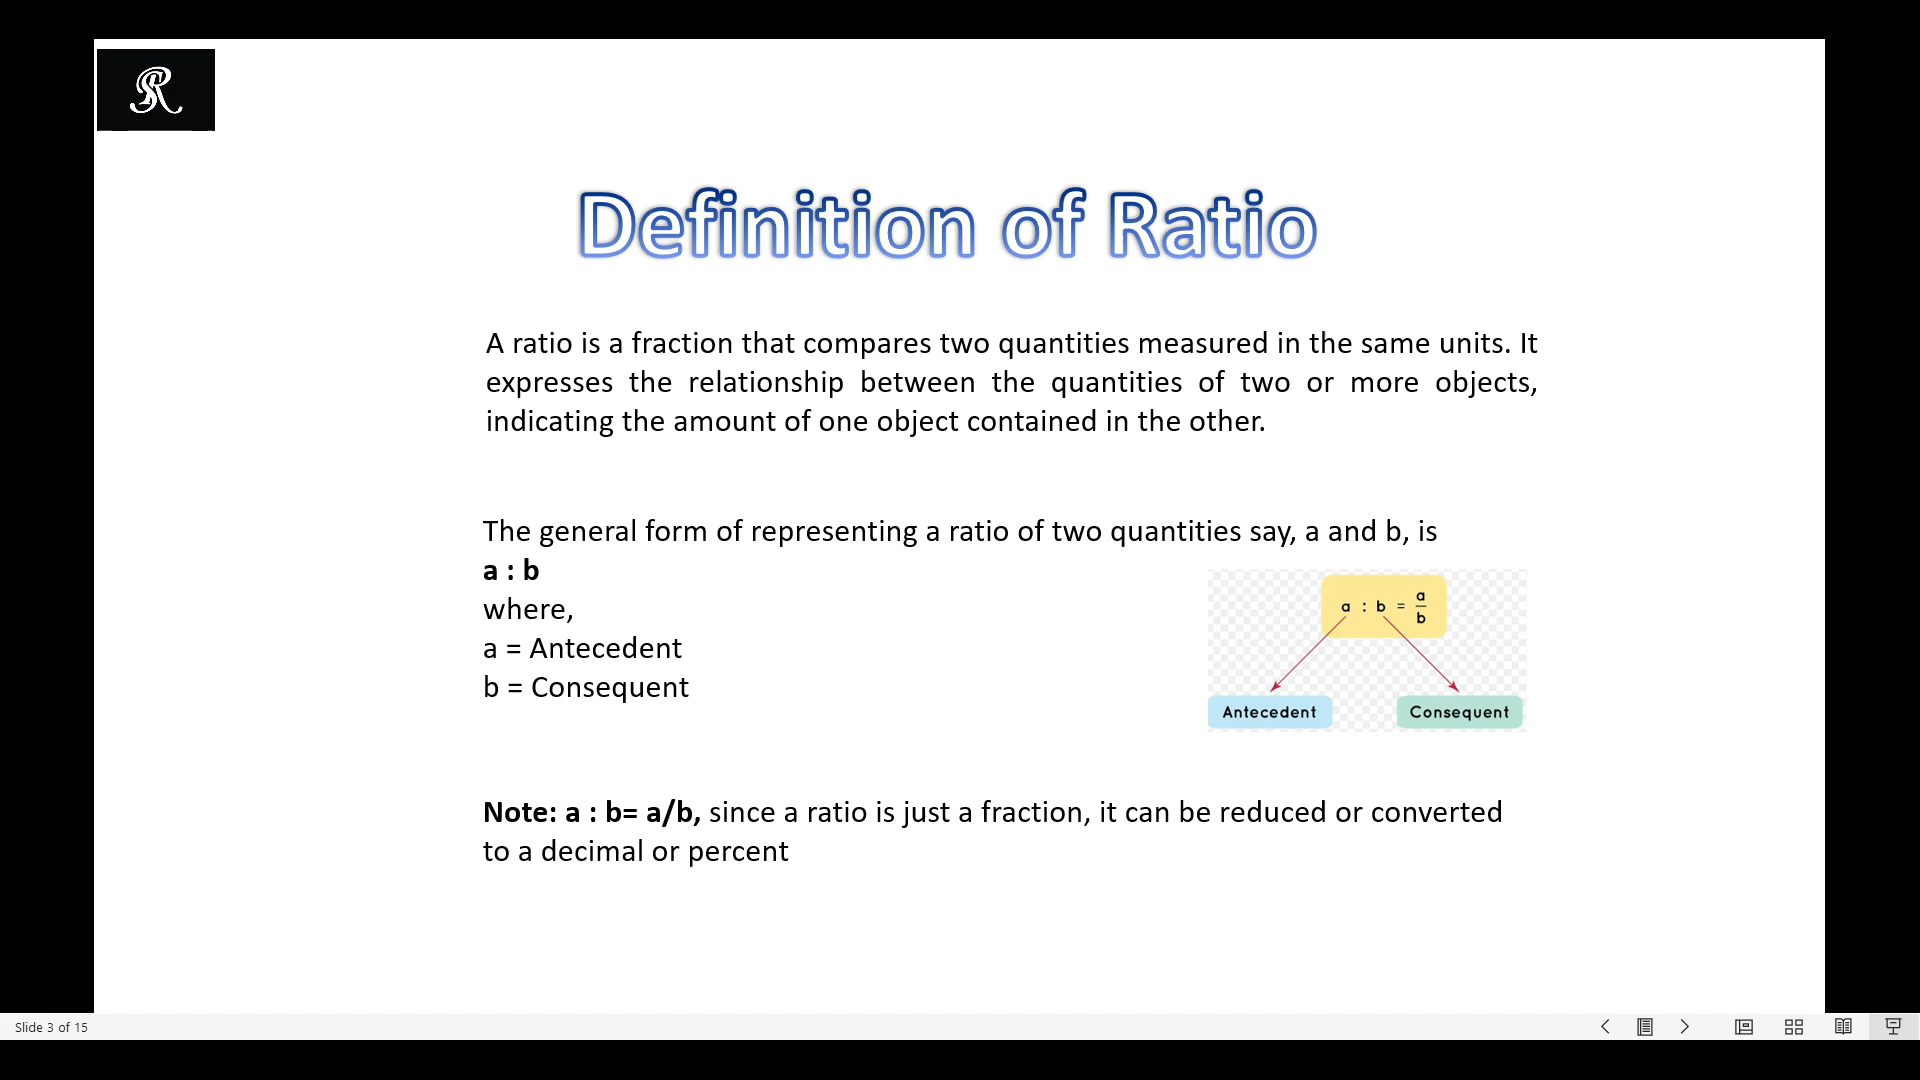 SR
Definition of Ratio
A ratio is a fraction that compares two quantities measured in the same units. It
expresses the relationship between the quantities of two or more objects,
indicating the amount of one object contained in the other.
The general form of representing a ratio of two quantities say, a and b, is
a : b
where,
a = Antecedent
b = Consequent
a : b = a/b
Antecedent
Consequent
Note: a : b= a/b, since a ratio is just a fraction, it can be reduced or converted
to a decimal or percent
Slide 3 of 15